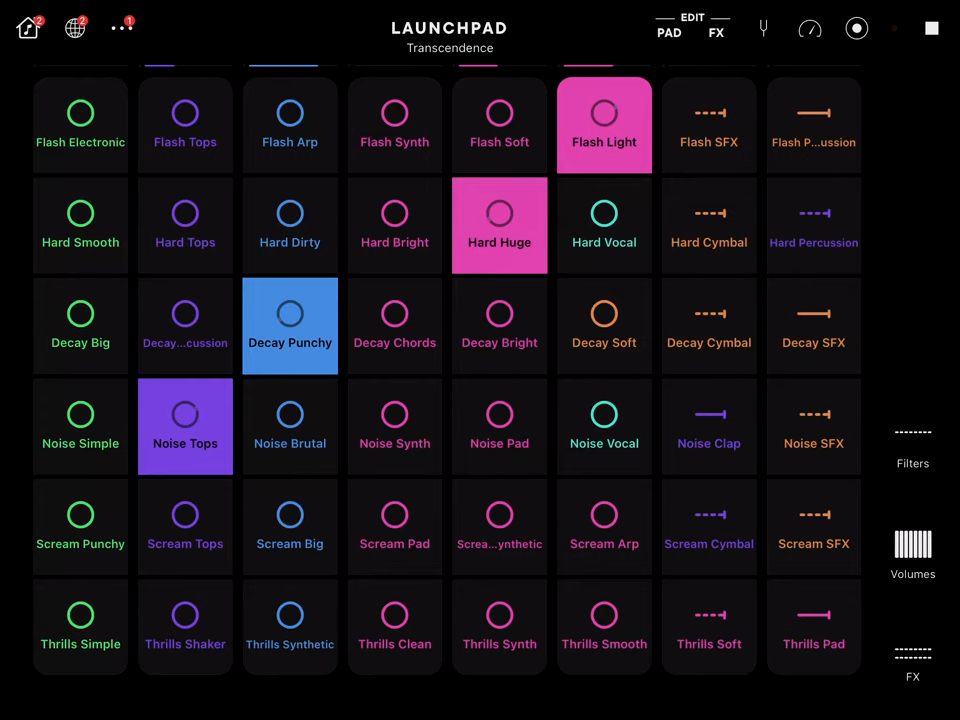 2
2
1
LAUNCHPAD
Transcendence
EDIT
PAD FX
Flash Electronic
Flash Tops
Flash Arp
Flash Synth
Flash Soft
Flash Light
Flash SFX
Flash P...ussion
Hard Smooth
Hard Tops
Hard Dirty
Hard Bright
Hard Huge
Hard Vocal
Hard Cymbal
Hard Percussion
Decay Big
Decay...cussion
Decay Punchy
Decay Chords
Decay Bright
Decay Soft
Decay Cymbal
Decay SFX
Noise Simple
Noise Tops
Noise Brutal
Noise Synth
Noise Pad
Noise Vocal
Noise Clap
Noise SFX
Filters
Scream Punchy
Scream Tops
Scream Big
Scream Pad
Screa...ynthetic
Scream Arp
Scream Cymbal
Scream SFX
Volumes
Thrills Simple
Thrills Shaker
Thrills Synthetic
Thrills Clean
Thrills Synth
Thrills Smooth
Thrills Soft
Thrills Pad
FX